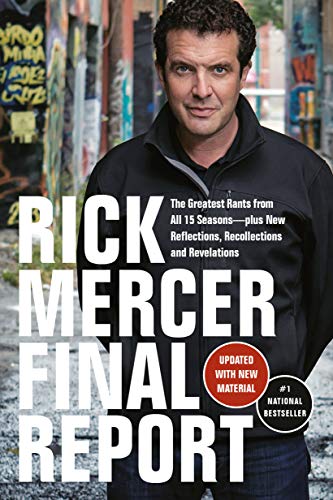 The Greatest Rants from
All 15 Seasons—plus New
Reflections, Recollections
and Revelations
RICK
MERCER
FINAL
REPORT
UPDATED
WITH NEW
MATERIAL
#1
NATIONAL
BESTSELLER